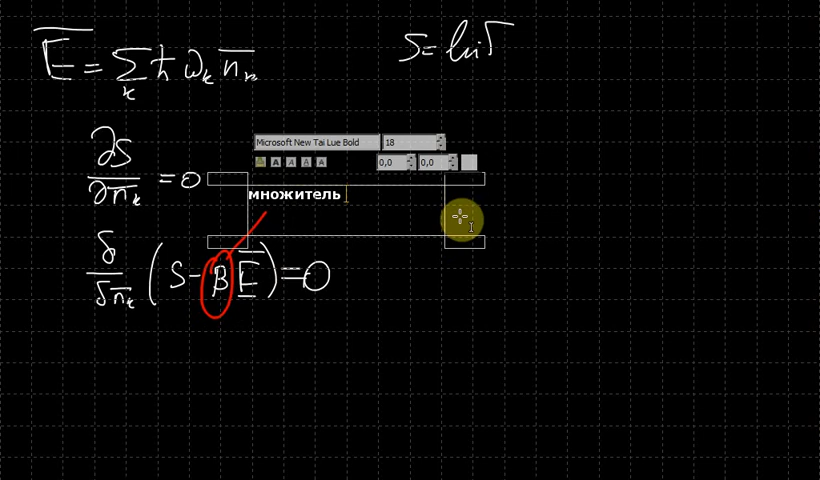 E̅ = Σ_k ħ ω_k n̅_k
S = ln Γ
∂S / ∂n̅_k = 0
Microsoft New Tai Lue Bold 18
A A A A 0,0 0,0
множитель
δ / δn̅_k (S - β E̅) = 0